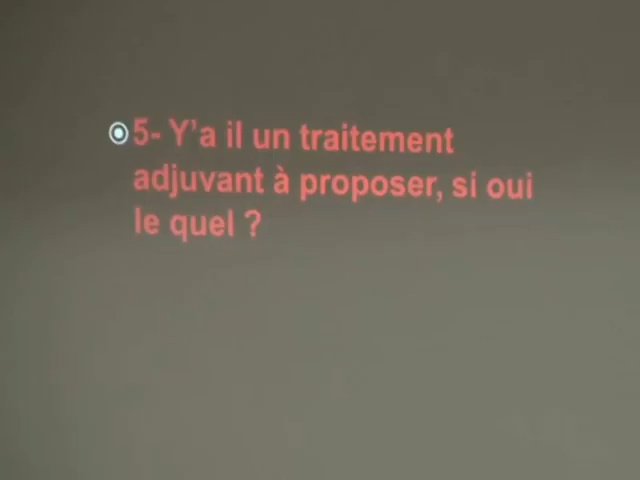 5- Y'a il un traitement
adjuvant à proposer, si oui
le quel ?